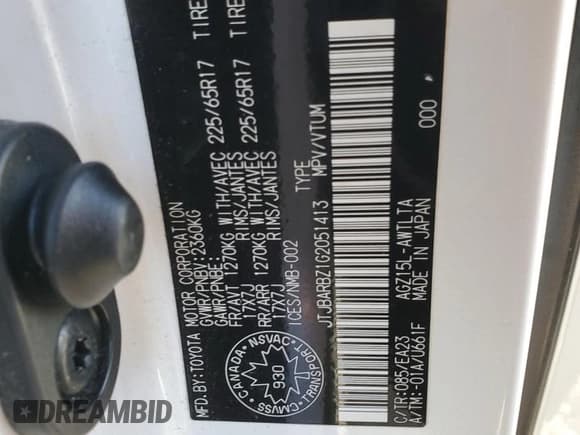 MFD.BY:TOYOTA
MOTOR CORPORATION
GVWR/PNBV:2360KG
GAWR/PNBE:
FR/AVT 1270KG WITH/AVEC 225/65R17 TIRE
17X7J RIMS/JANTES
RR/ARR 1270KG WITH/AVEC 225/65R17 TIRE
17X7J RIMS/JANTES
ICES/NMB-002
TYPE
JTJBARBZ1G2051413 MPV/VTUM
C/TR:085/EA23 AGZ15L-AWTLTA
A/TM:-01A/U661F MADE IN JAPAN
000
CANADA
NSVAC
930
CMVSS
TRANSPORT
DREAMBID